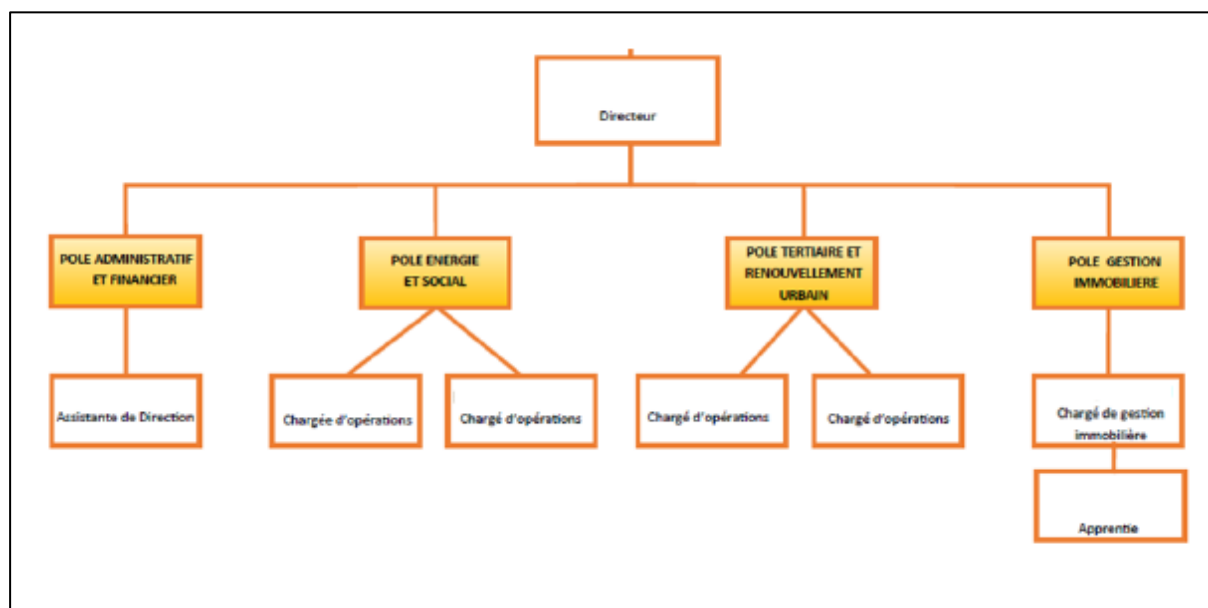 Directeur
POLE ADMINISTRATIF
ET FINANCIER
POLE ENERGIE
ET SOCIAL
POLE TERTIAIRE ET
RENOUVELLEMENT
URBAIN
POLE GESTION
IMMOBILIERE
Assistante de Direction
Chargée d'opérations
Chargé d'opérations
Chargé d'opérations
Chargé d'opérations
Chargé de gestion
immobilière
Apprentie